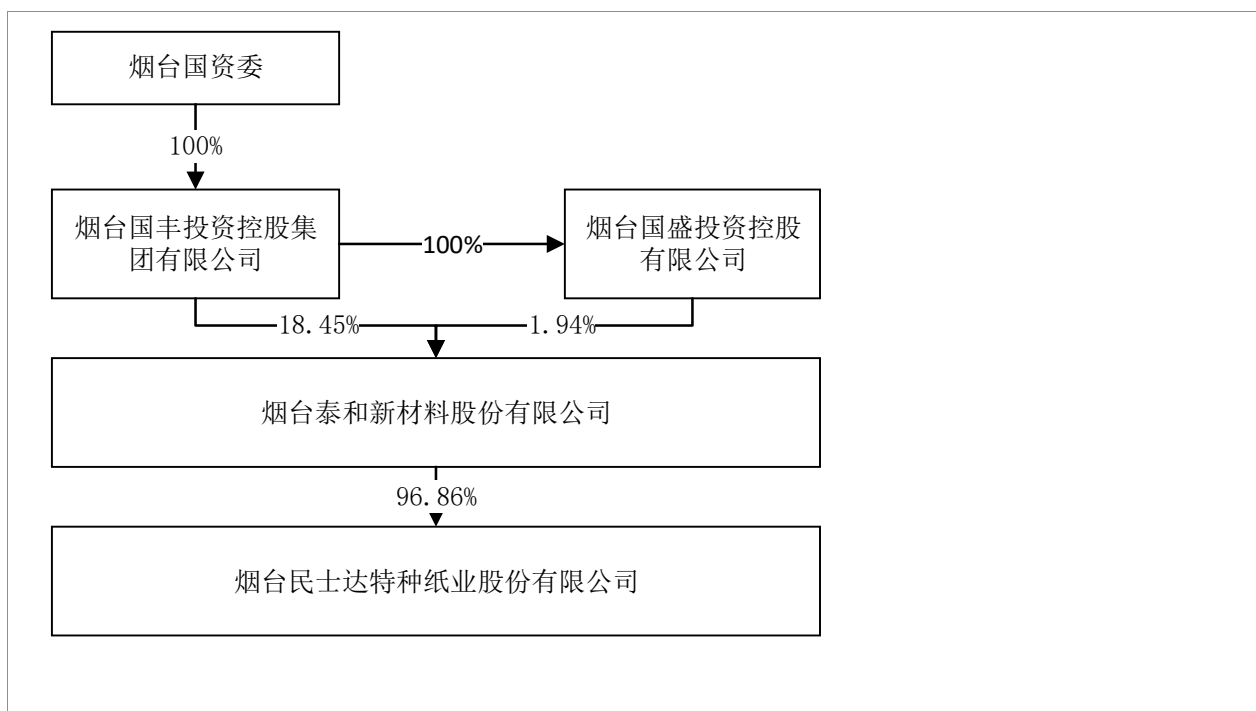 烟台国资委
100%
烟台国丰投资控股集
团有限公司
100%
烟台国盛投资控股
有限公司
18.45%
1.94%
烟台泰和新材料股份有限公司
96.86%
烟台民士达特种纸业股份有限公司